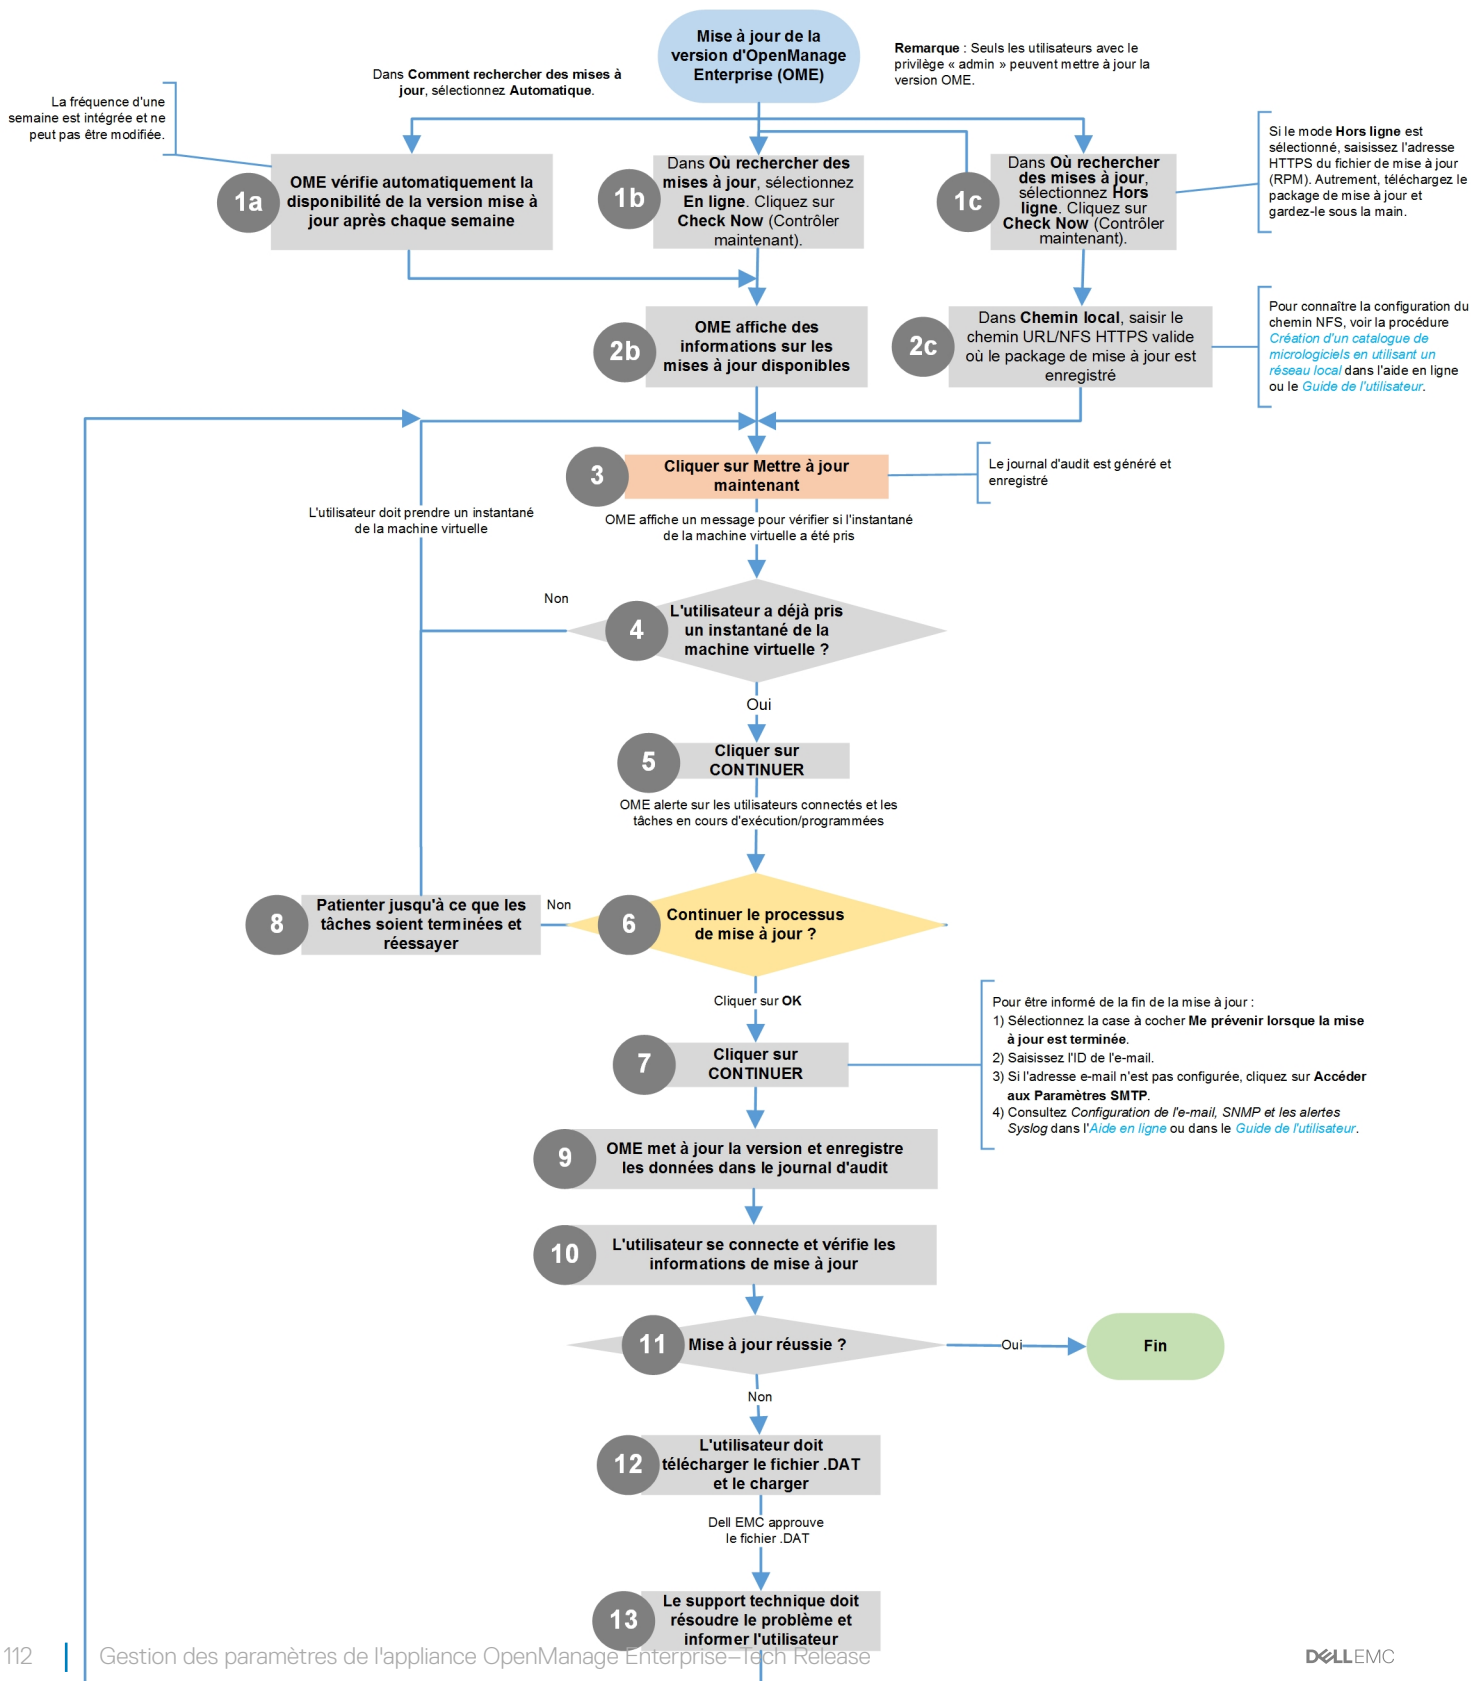 Mise à jour de la
version d'OpenManage
Enterprise (OME)
Remarque : Seuls les utilisateurs avec le
privilège « admin » peuvent mettre à jour la
version OME.
Dans Comment rechercher des mises à
jour, sélectionnez Automatique.
La fréquence d'une
semaine est intégrée et ne
peut pas être modifiée.
1a
OME vérifie automatiquement la
disponibilité de la version mise à
jour après chaque semaine
1b
Dans Où rechercher des
mises à jour, sélectionnez
En ligne. Cliquez sur
Check Now (Contrôler
maintenant).
1c
Dans Où rechercher
des mises à jour,
sélectionnez Hors
ligne. Cliquez sur
Check Now (Contrôler
maintenant).
Si le mode Hors ligne est
sélectionné, saisissez l'adresse
HTTPS du fichier de mise à jour
(RPM). Autrement, téléchargez le
package de mise à jour et
gardez-le sous la main.
2b
OME affiche des
informations sur les
mises à jour disponibles
2c
Dans Chemin local, saisir le
chemin URL/NFS HTTPS valide
où le package de mise à jour est
enregistré
Pour connaître la configuration du
chemin NFS, voir la procédure
Création d'un catalogue de
micrologiciels en utilisant un
réseau local dans l'aide en ligne
ou le Guide de l'utilisateur.
3
Cliquer sur Mettre à jour
maintenant
Le journal d'audit est généré et
enregistré
L'utilisateur doit prendre un instantané
de la machine virtuelle
OME affiche un message pour vérifier si l'instantané
de la machine virtuelle a été pris
Non
4
L'utilisateur a déjà pris
un instantané de la
machine virtuelle ?
Oui
5
Cliquer sur
CONTINUER
OME alerte sur les utilisateurs connectés et les
tâches en cours d'exécution/programmées
8
Patienter jusqu'à ce que les
tâches soient terminées et
réessayer
Non
6
Continuer le processus
de mise à jour ?
Cliquer sur OK
7
Cliquer sur
CONTINUER
Pour être informé de la fin de la mise à jour :
1) Sélectionnez la case à cocher Me prévenir lorsque la mise
à jour est terminée.
2) Saisissez l'ID de l'e-mail.
3) Si l'adresse e-mail n'est pas configurée, cliquez sur Accéder
aux Paramètres SMTP.
4) Consultez Configuration de l'e-mail, SNMP et les alertes
Syslog dans l'Aide en ligne ou dans le Guide de l'utilisateur.
9
OME met à jour la version et enregistre
les données dans le journal d'audit
10
L'utilisateur se connecte et vérifie les
informations de mise à jour
11
Mise à jour réussie ?
Oui
Fin
Non
12
L'utilisateur doit
télécharger le fichier .DAT
et le charger
Dell EMC approuve
le fichier .DAT
13
Le support technique doit
résoudre le problème et
informer l'utilisateur
112
Gestion des paramètres de l'appliance OpenManage Enterprise–Tech Release
DELLEMC